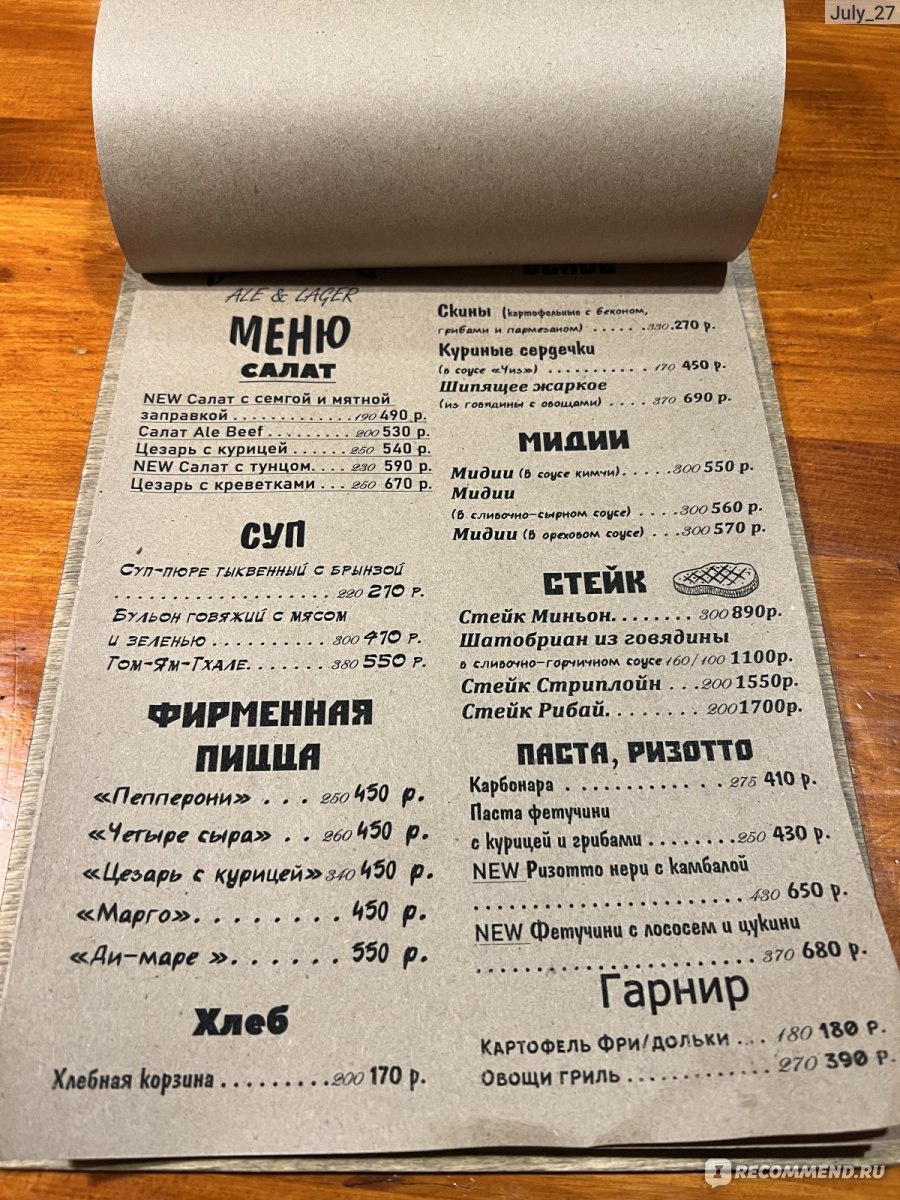 July_27
ALE & LAGER
МЕНЮ
САЛАТ
NEW Салат с семгой и мятной
заправкой . . . . . . . . . . . . . 190 490 р.
Салат Ale Beef . . . . . . . . . 200 530 р.
Цезарь с курицей . . . . . . 250 540 р.
NEW Салат с тунцом. . . . 230 590 р.
Цезарь с креветками . . . 250 670 р.
СУП
Суп-пюре тыквенный с брынзой
. . . . . . . . . . . . . . . . . . . . . 220 270 р.
Бульон говяжий с мясом
и зеленью . . . . . . . . . . . 300 470 р.
Том-Ям-Тхале. . . . . . . . . 380 550 р.
ФИРМЕННАЯ
ПИЦЦА
«Пепперони» . . . 250 450 р.
«Четыре сыра» . . 260 450 р.
«Цезарь с курицей» 340 450 р.
«Марго». . . . . . . . 450 р.
«Ди-маре ». . . . . . 550 р.
Хлеб
Хлебная корзина . . . . . . . . . . 200 170 р.
Скины (картофельные с беконом,
грибами и пармезаном) . . . . . . 330.270 р.
Куриные сердечки
(в соусе «Чиз») . . . . . . . . . . . 170 450 р.
Шипящее жаркое
(из говядины с овощами) . . . . 370 690 р.
МИДИИ
Мидии (в соусе кимчи). . . . . 300 550 р.
Мидии
(в сливочно-сырном соусе) . . . . 300 560 р.
Мидии (в ореховом соусе) . . . 300 570 р.
СТЕЙК
Стейк Миньон. . . . . . . . 300 890р.
Шатобриан из говядины
в сливочно-горчичном соусе 160/100 1100р.
Стейк Стриплойн . . . 200 1550р.
Стейк Рибай. . . . . . . . 200 1700р.
ПАСТА, РИЗОТТО
Карбонара . . . . . . . . . . . . . 275 410 р.
Паста фетучини
с курицей и грибами . . . . . . . . 250 430 р.
NEW Ризотто нери с камбалой
. . . . . . . . . . . . . . . . . . . . . . . 430 650 р.
NEW Фетучини с лососем и цукини
. . . . . . . . . . . . . . . . . . . . . . . 370 680 р.
Гарнир
Картофель фри/дольки . . . 180 180 р.
Овощи гриль . . . . . . . . . . . . 270 390 р.
IRECOMMEND.RU